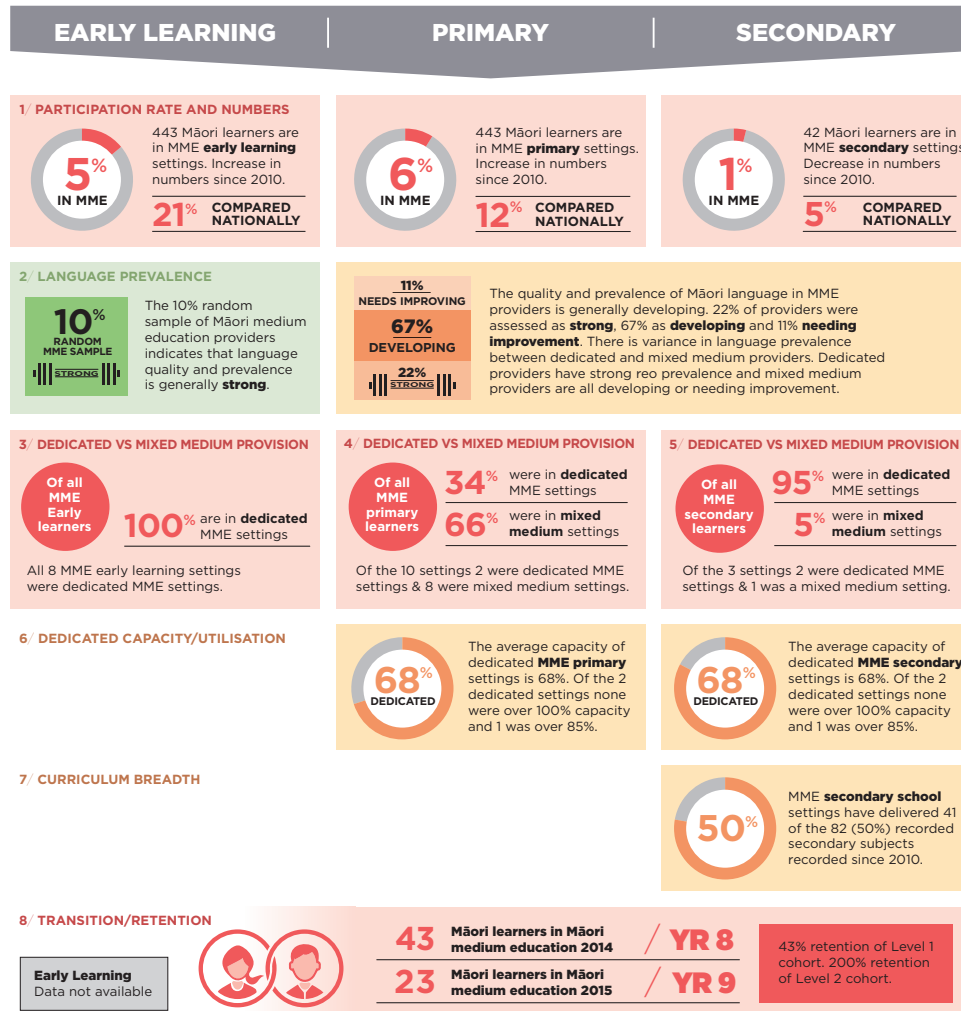 EARLY LEARNING
PRIMARY
SECONDARY
1/ PARTICIPATION RATE AND NUMBERS
5%
IN MME
443 Māori learners are
in MME early learning
settings. Increase in
numbers since 2010.
21% COMPARED
NATIONALLY
6%
IN MME
443 Māori learners are
in MME primary settings.
Increase in numbers
since 2010.
12% COMPARED
NATIONALLY
1%
IN MME
42 Māori learners are in
MME secondary settings
Decrease in numbers
since 2010.
5% COMPARED
NATIONALLY
2/ LANGUAGE PREVALENCE
10%
RANDOM
MME SAMPLE
STRONG
The 10% random
sample of Māori medium
education providers
indicates that language
quality and prevalence
is generally strong.
11%
NEEDS IMPROVING
67%
DEVELOPING
22%
STRONG
The quality and prevalence of Māori language in MME
providers is generally developing. 22% of providers were
assessed as strong, 67% as developing and 11% needing
improvement. There is variance in language prevalence
between dedicated and mixed medium providers. Dedicated
providers have strong reo prevalence and mixed medium
providers are all developing or needing improvement.
3/ DEDICATED VS MIXED MEDIUM PROVISION
Of all
MME
Early
learners
100% are in dedicated
MME settings
All 8 MME early learning settings
were dedicated MME settings.
4/ DEDICATED VS MIXED MEDIUM PROVISION
Of all
MME
primary
learners
34% were in dedicated
MME settings
66% were in mixed
medium settings
Of the 10 settings 2 were dedicated MME
settings & 8 were mixed medium settings.
5/ DEDICATED VS MIXED MEDIUM PROVISION
Of all
MME
secondary
learners
95% were in dedicated
MME settings
5% were in mixed
medium settings
Of the 3 settings 2 were dedicated MME
settings & 1 was a mixed medium setting.
6/ DEDICATED CAPACITY/UTILISATION
68%
DEDICATED
The average capacity of
dedicated MME primary
settings is 68%. Of the 2
dedicated settings none
were over 100% capacity
and 1 was over 85%.
68%
DEDICATED
The average capacity of
dedicated MME secondary
settings is 68%. Of the 2
dedicated settings none
were over 100% capacity
and 1 was over 85%.
7/ CURRICULUM BREADTH
50%
MME secondary school
settings have delivered 41
of the 82 (50%) recorded
secondary subjects
recorded since 2010.
8/ TRANSITION/RETENTION
Early Learning
Data not available
43 Māori learners in Māori
medium education 2014 / YR 8
23 Māori learners in Māori
medium education 2015 / YR 9
43% retention of Level 1
cohort. 200% retention
of Level 2 cohort.